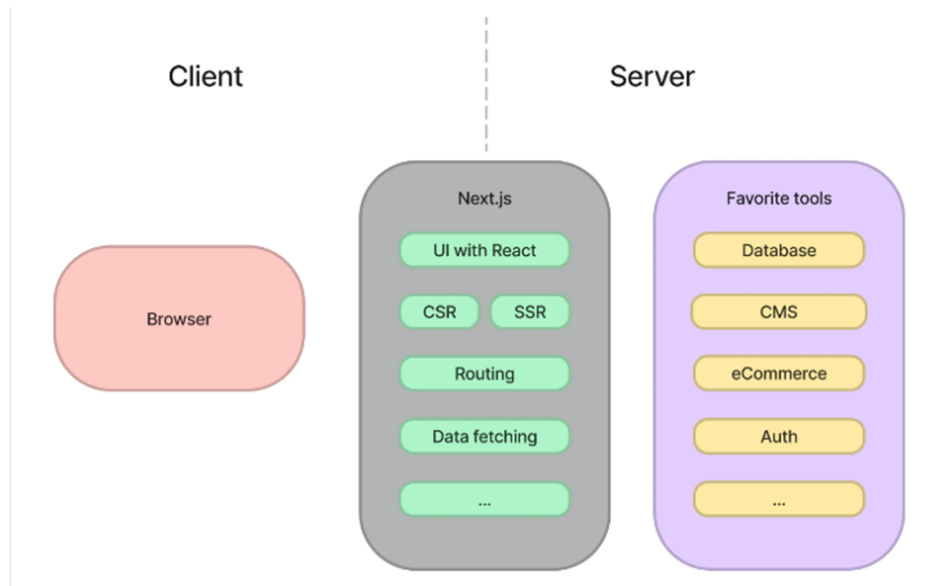 Client
Server
Browser
Next.js
UI with React
CSR
SSR
Routing
Data fetching
...
Favorite tools
Database
CMS
eCommerce
Auth
...